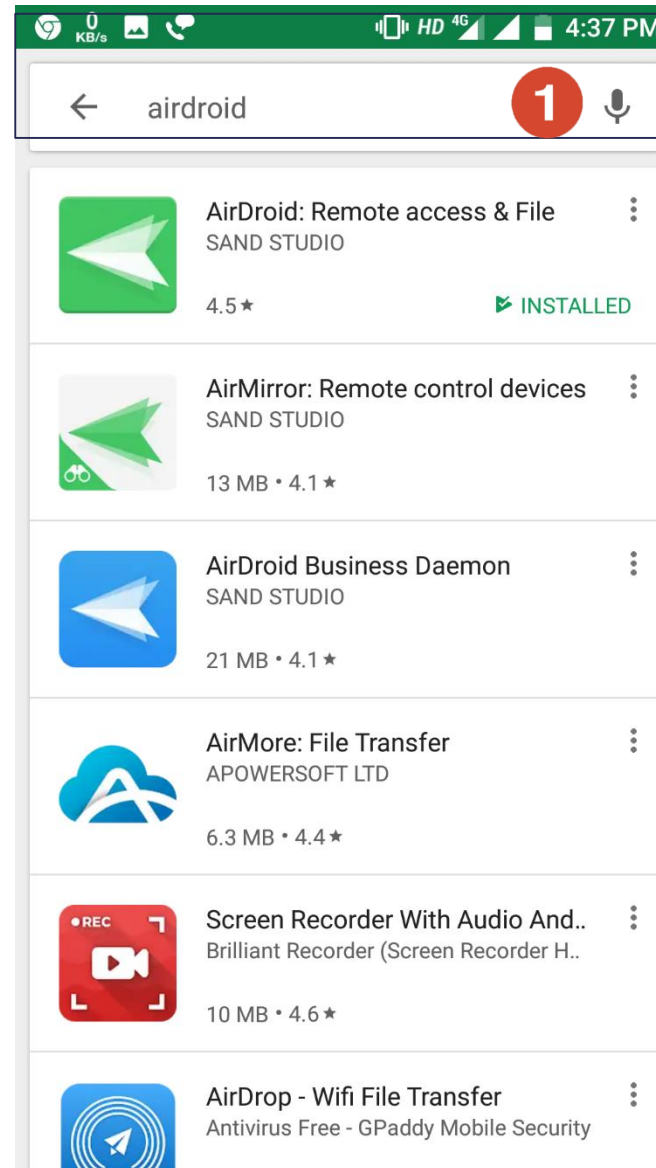 0
KB/s HD 4G 4:37 PM
airdroid 1
AirDroid: Remote access & File
SAND STUDIO
4.5★ INSTALLED
AirMirror: Remote control devices
SAND STUDIO
13 MB • 4.1★
AirDroid Business Daemon
SAND STUDIO
21 MB • 4.1★
AirMore: File Transfer
APOWERSOFT LTD
6.3 MB • 4.4★
REC
Screen Recorder With Audio And..
Brilliant Recorder (Screen Recorder H..
10 MB • 4.6★
AirDrop - Wifi File Transfer
Antivirus Free - GPaddy Mobile Security